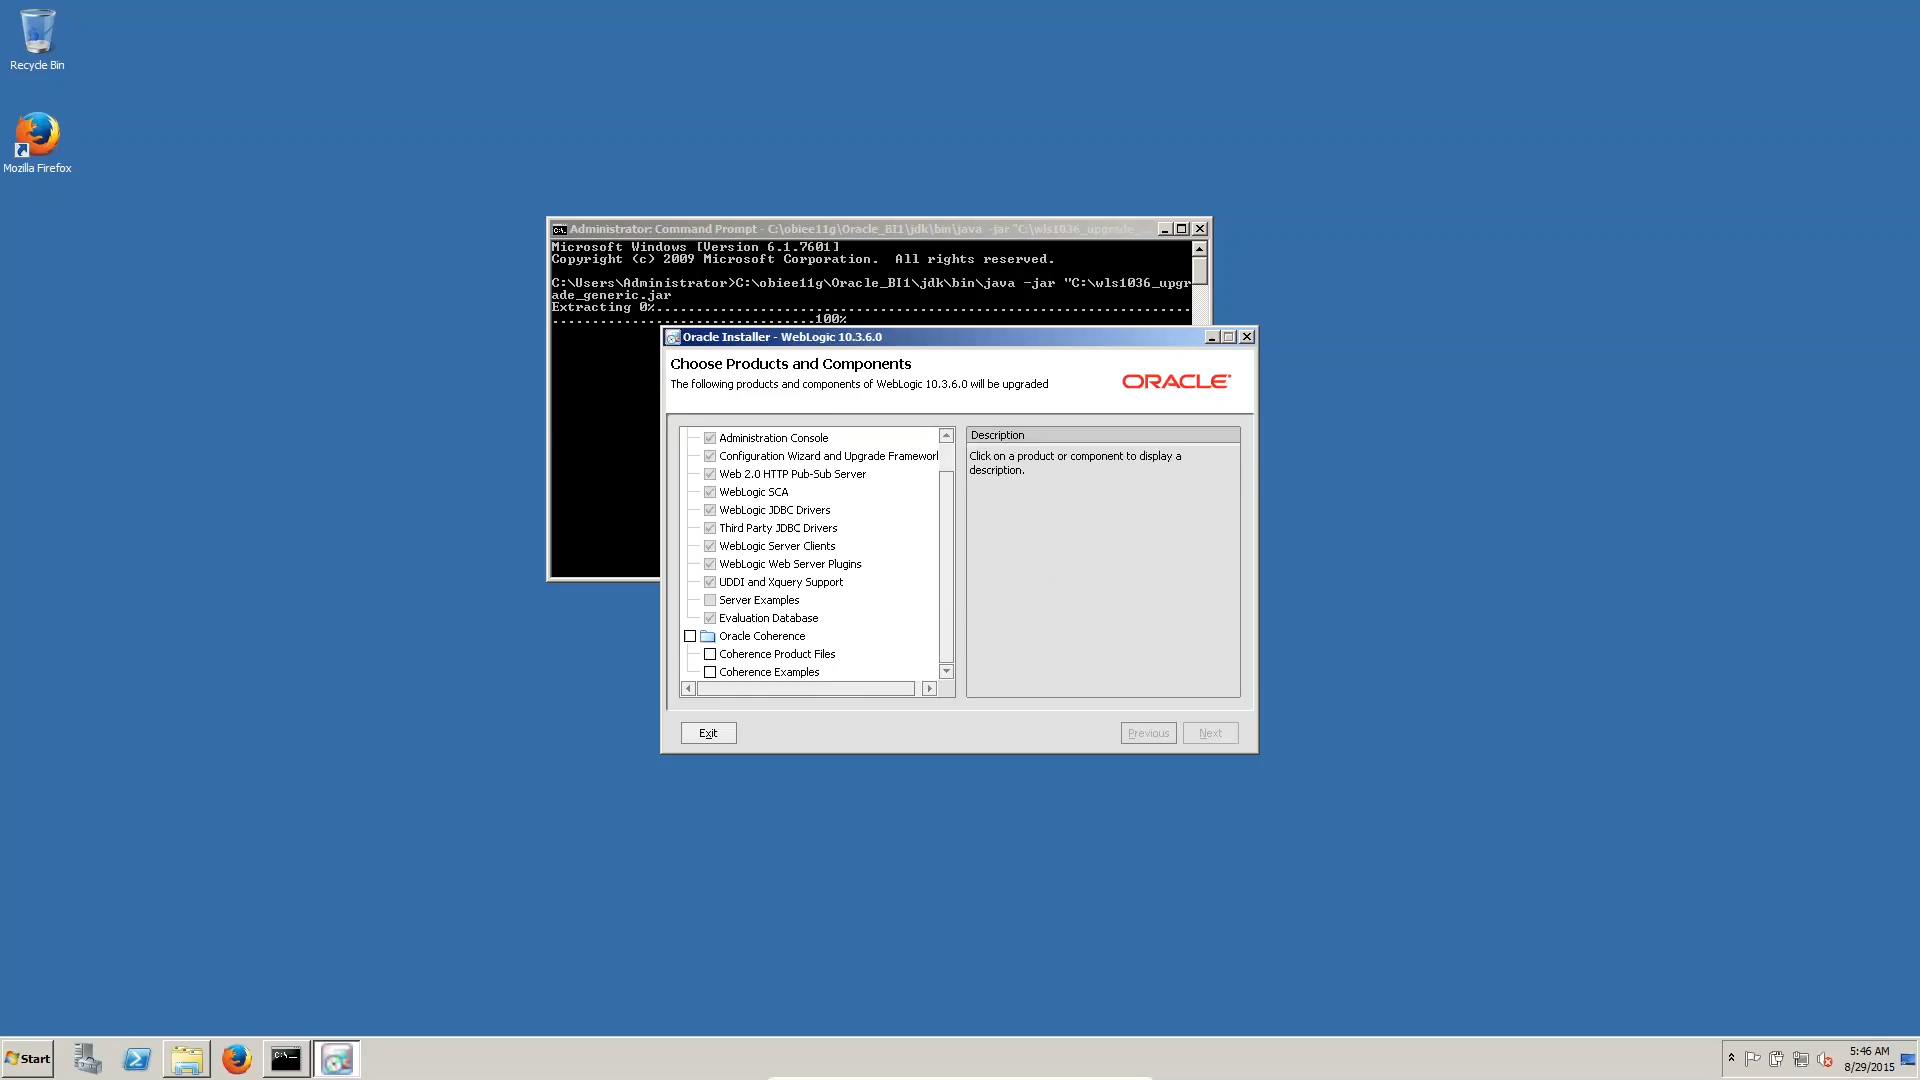 Recycle Bin
Mozilla Firefox
Administrator: Command Prompt - C:\obiee11g\Oracle_BI1\jdk\bin\java -jar "C:\wls1036_upgrade_...
Microsoft Windows [Version 6.1.7601]
Copyright (c) 2009 Microsoft Corporation. All rights reserved.
C:\Users\Administrator>C:\obiee11g\Oracle_BI1\jdk\bin\java -jar "C:\wls1036_upgr
ade_generic.jar
Extracting 0%...................................................................
.................................100%
Oracle Installer - WebLogic 10.3.6.0
Choose Products and Components
The following products and components of WebLogic 10.3.6.0 will be upgraded
ORACLE
Administration Console
Configuration Wizard and Upgrade Framework
Web 2.0 HTTP Pub-Sub Server
WebLogic SCA
WebLogic JDBC Drivers
Third Party JDBC Drivers
WebLogic Server Clients
WebLogic Web Server Plugins
UDDI and Xquery Support
Server Examples
Evaluation Database
Oracle Coherence
Coherence Product Files
Coherence Examples
Description
Click on a product or component to display a
description.
Exit
Previous
Next
Start
C:\_
5:46 AM
8/29/2015